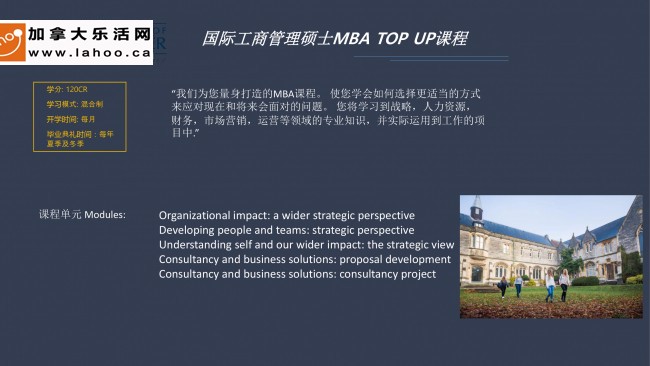 加拿大乐活网
www.lahoo.ca
国际工商管理硕士MBA TOP UP课程
学分: 120CR
学习模式: 混合制
开学时间: 每月
毕业典礼时间：每年
夏季及冬季
“我们为您量身打造的MBA课程。 使您学会如何选择更适当的方式
来应对现在和将来会面对的问题。 您将学习到战略，人力资源，
财务，市场营销，运营等领域的专业知识，并实际运用到工作的项
目中.”
课程单元 Modules:
Organizational impact: a wider strategic perspective
Developing people and teams: strategic perspective
Understanding self and our wider impact: the strategic view
Consultancy and business solutions: proposal development
Consultancy and business solutions: consultancy project